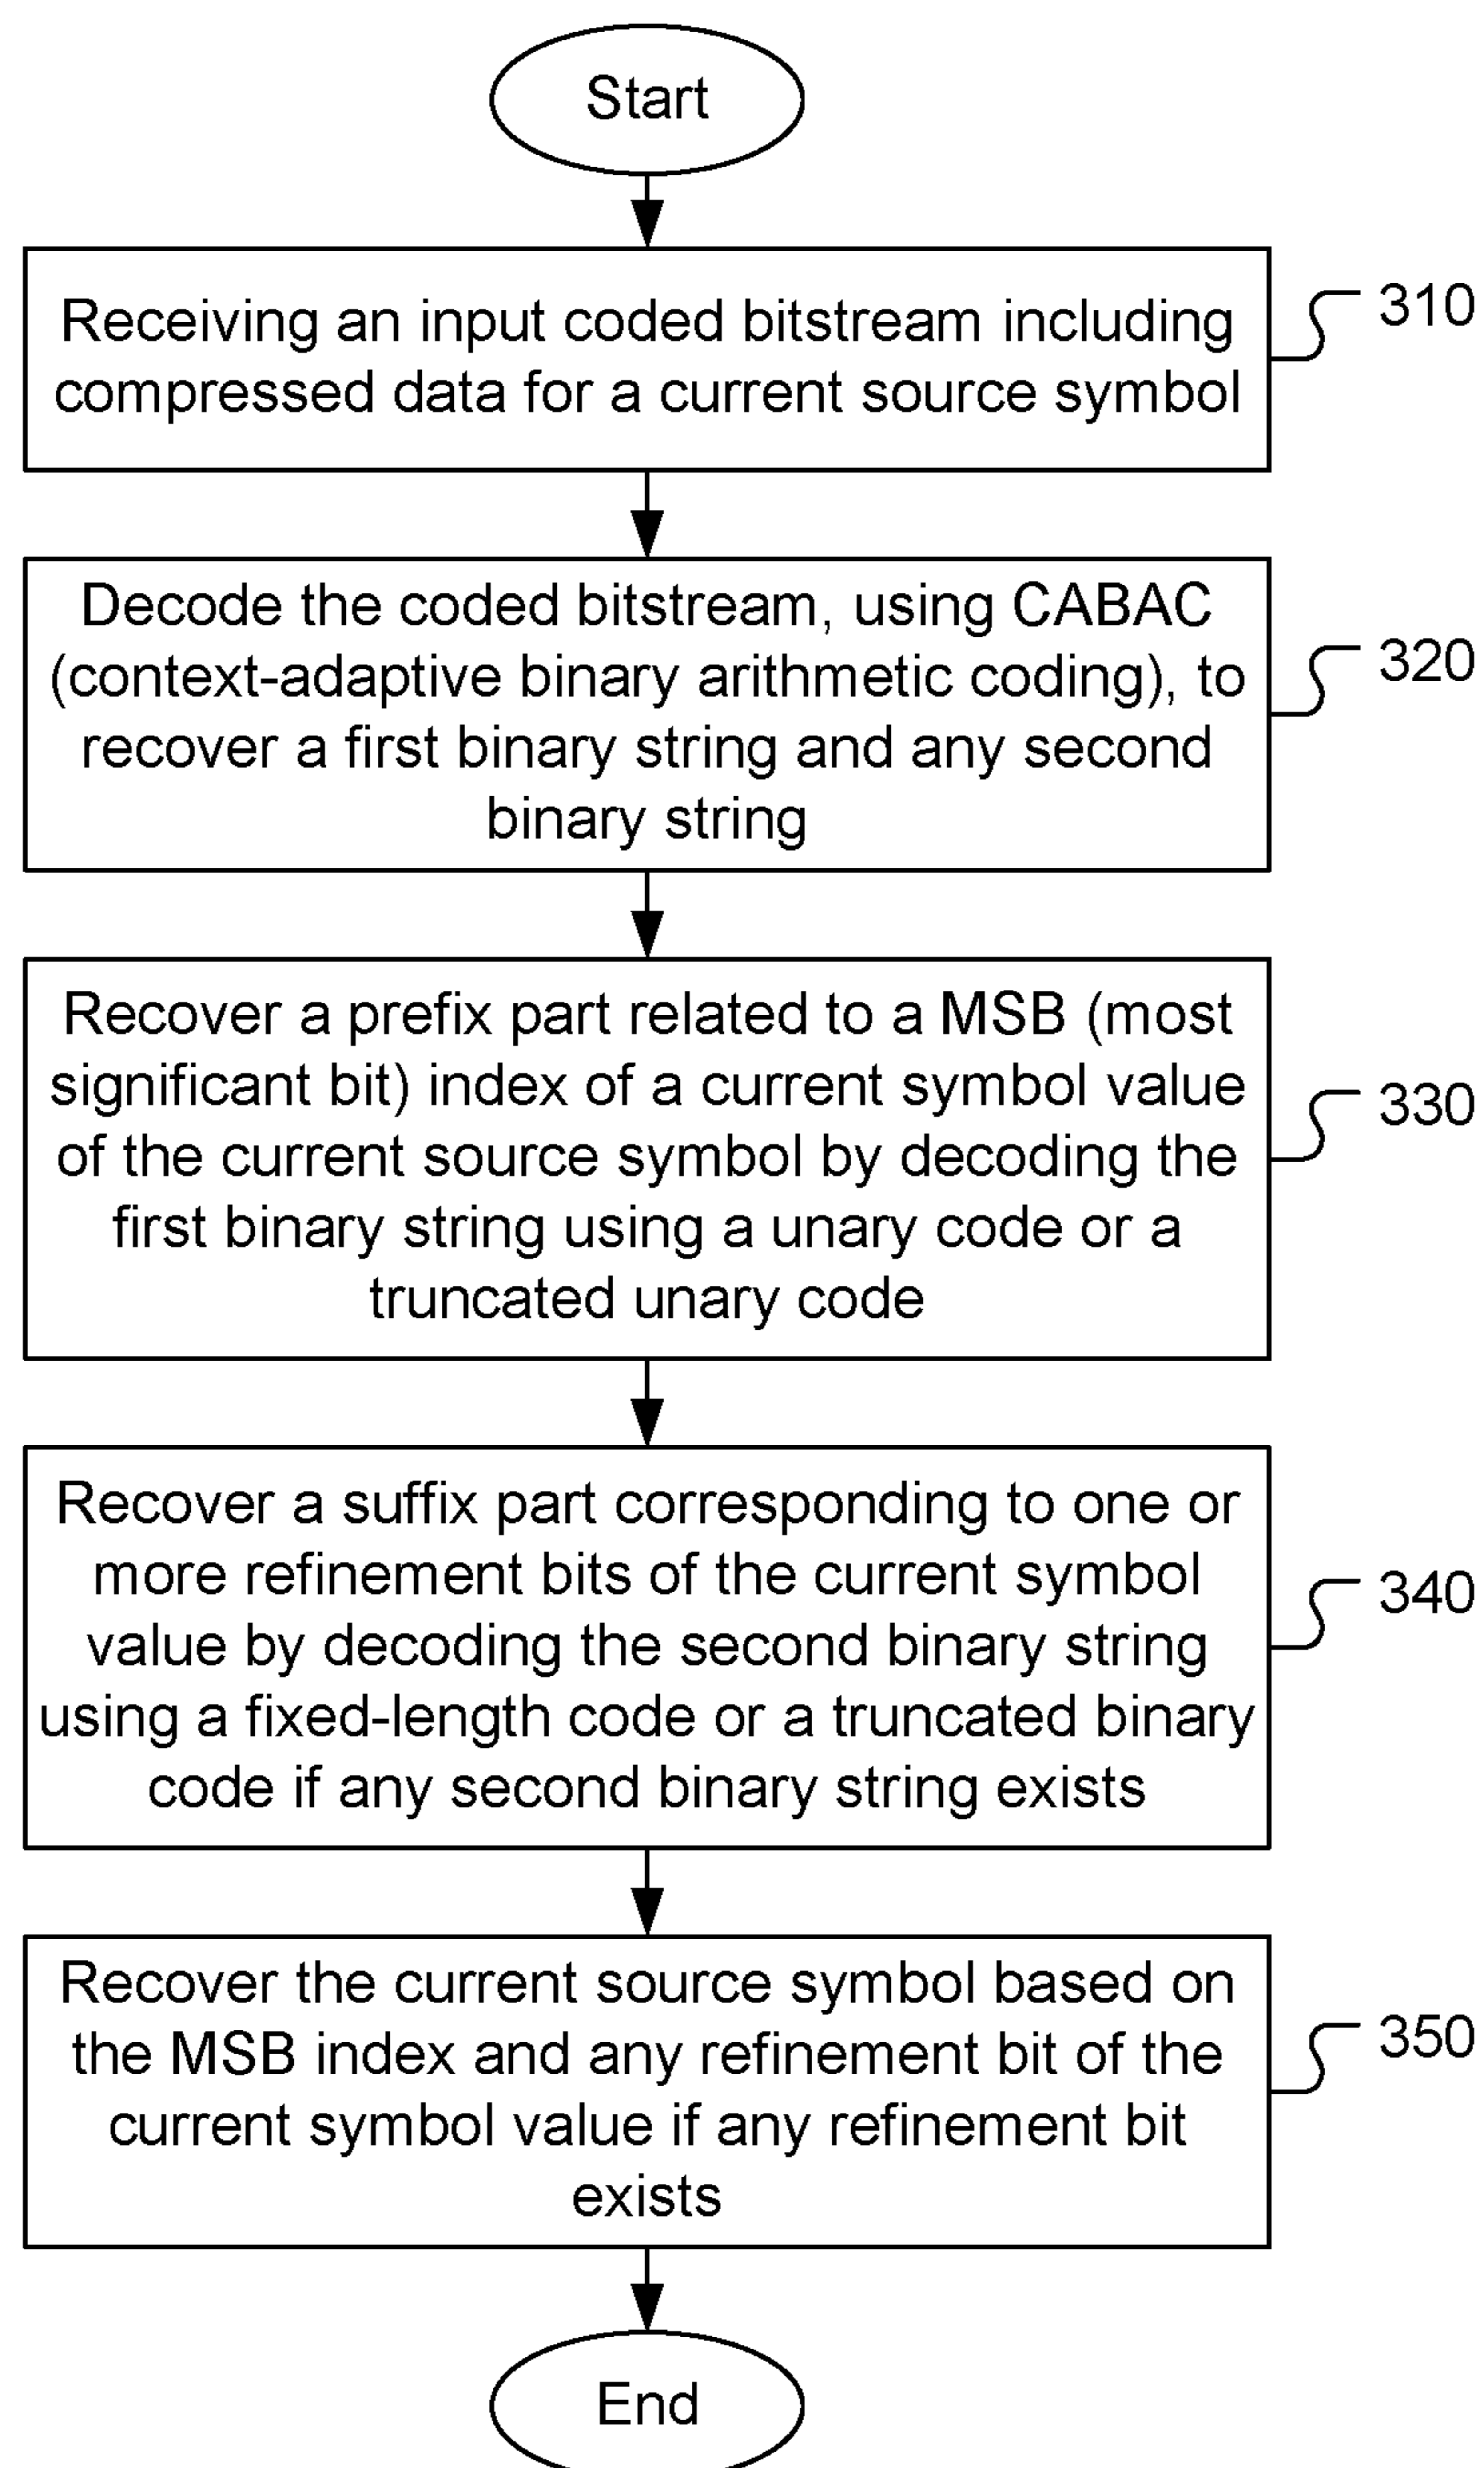 Start
Receiving an input coded bitstream including
compressed data for a current source symbol
310
Decode the coded bitstream, using CABAC
(context-adaptive binary arithmetic coding), to
recover a first binary string and any second
binary string
320
Recover a prefix part related to a MSB (most
significant bit) index of a current symbol value
of the current source symbol by decoding the
first binary string using a unary code or a
truncated unary code
330
Recover a suffix part corresponding to one or
more refinement bits of the current symbol
value by decoding the second binary string
using a fixed-length code or a truncated binary
code if any second binary string exists
340
Recover the current source symbol based on
the MSB index and any refinement bit of the
current symbol value if any refinement bit
exists
350
End